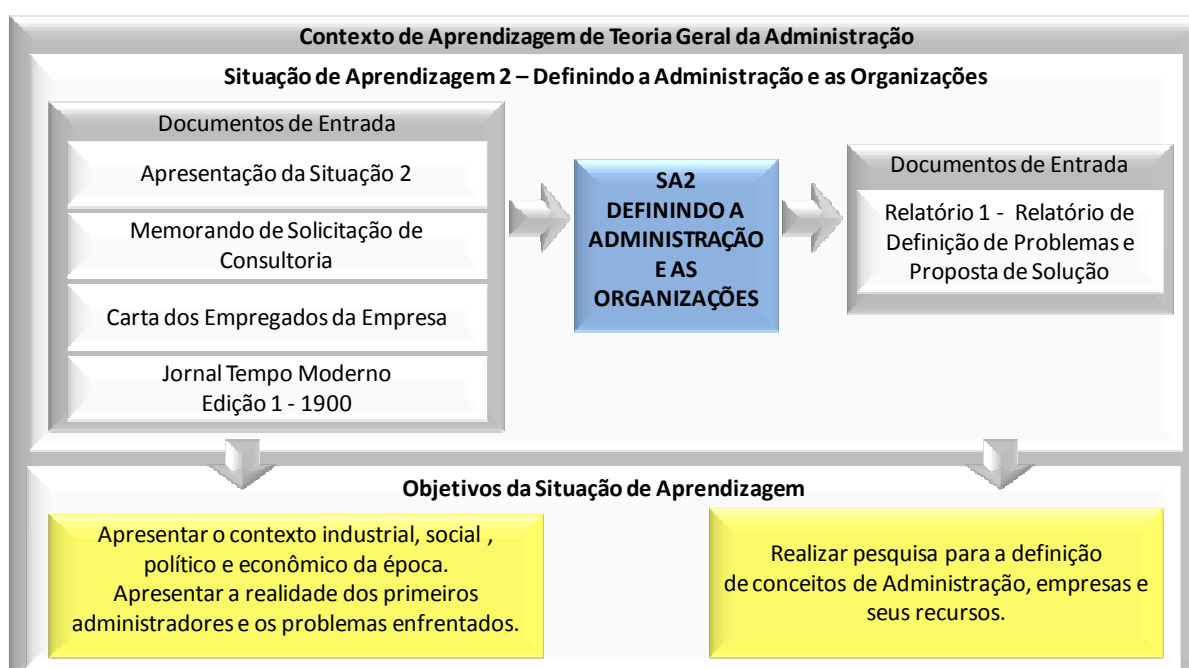 Contexto de Aprendizagem de Teoria Geral da Administração
Situação de Aprendizagem 2 – Definindo a Administração e as Organizações
Documentos de Entrada
Apresentação da Situação 2
Memorando de Solicitação de
Consultoria
Carta dos Empregados da Empresa
Jornal Tempo Moderno
Edição 1 - 1900
SA2
DEFININDO A
ADMINISTRAÇÃO
E AS
ORGANIZAÇÕES
Documentos de Entrada
Relatório 1 - Relatório de
Definição de Problemas e
Proposta de Solução
Objetivos da Situação de Aprendizagem
Apresentar o contexto industrial, social ,
político e econômico da época.
Apresentar a realidade dos primeiros
administradores e os problemas enfrentados.
Realizar pesquisa para a definição
de conceitos de Administração, empresas e
seus recursos.